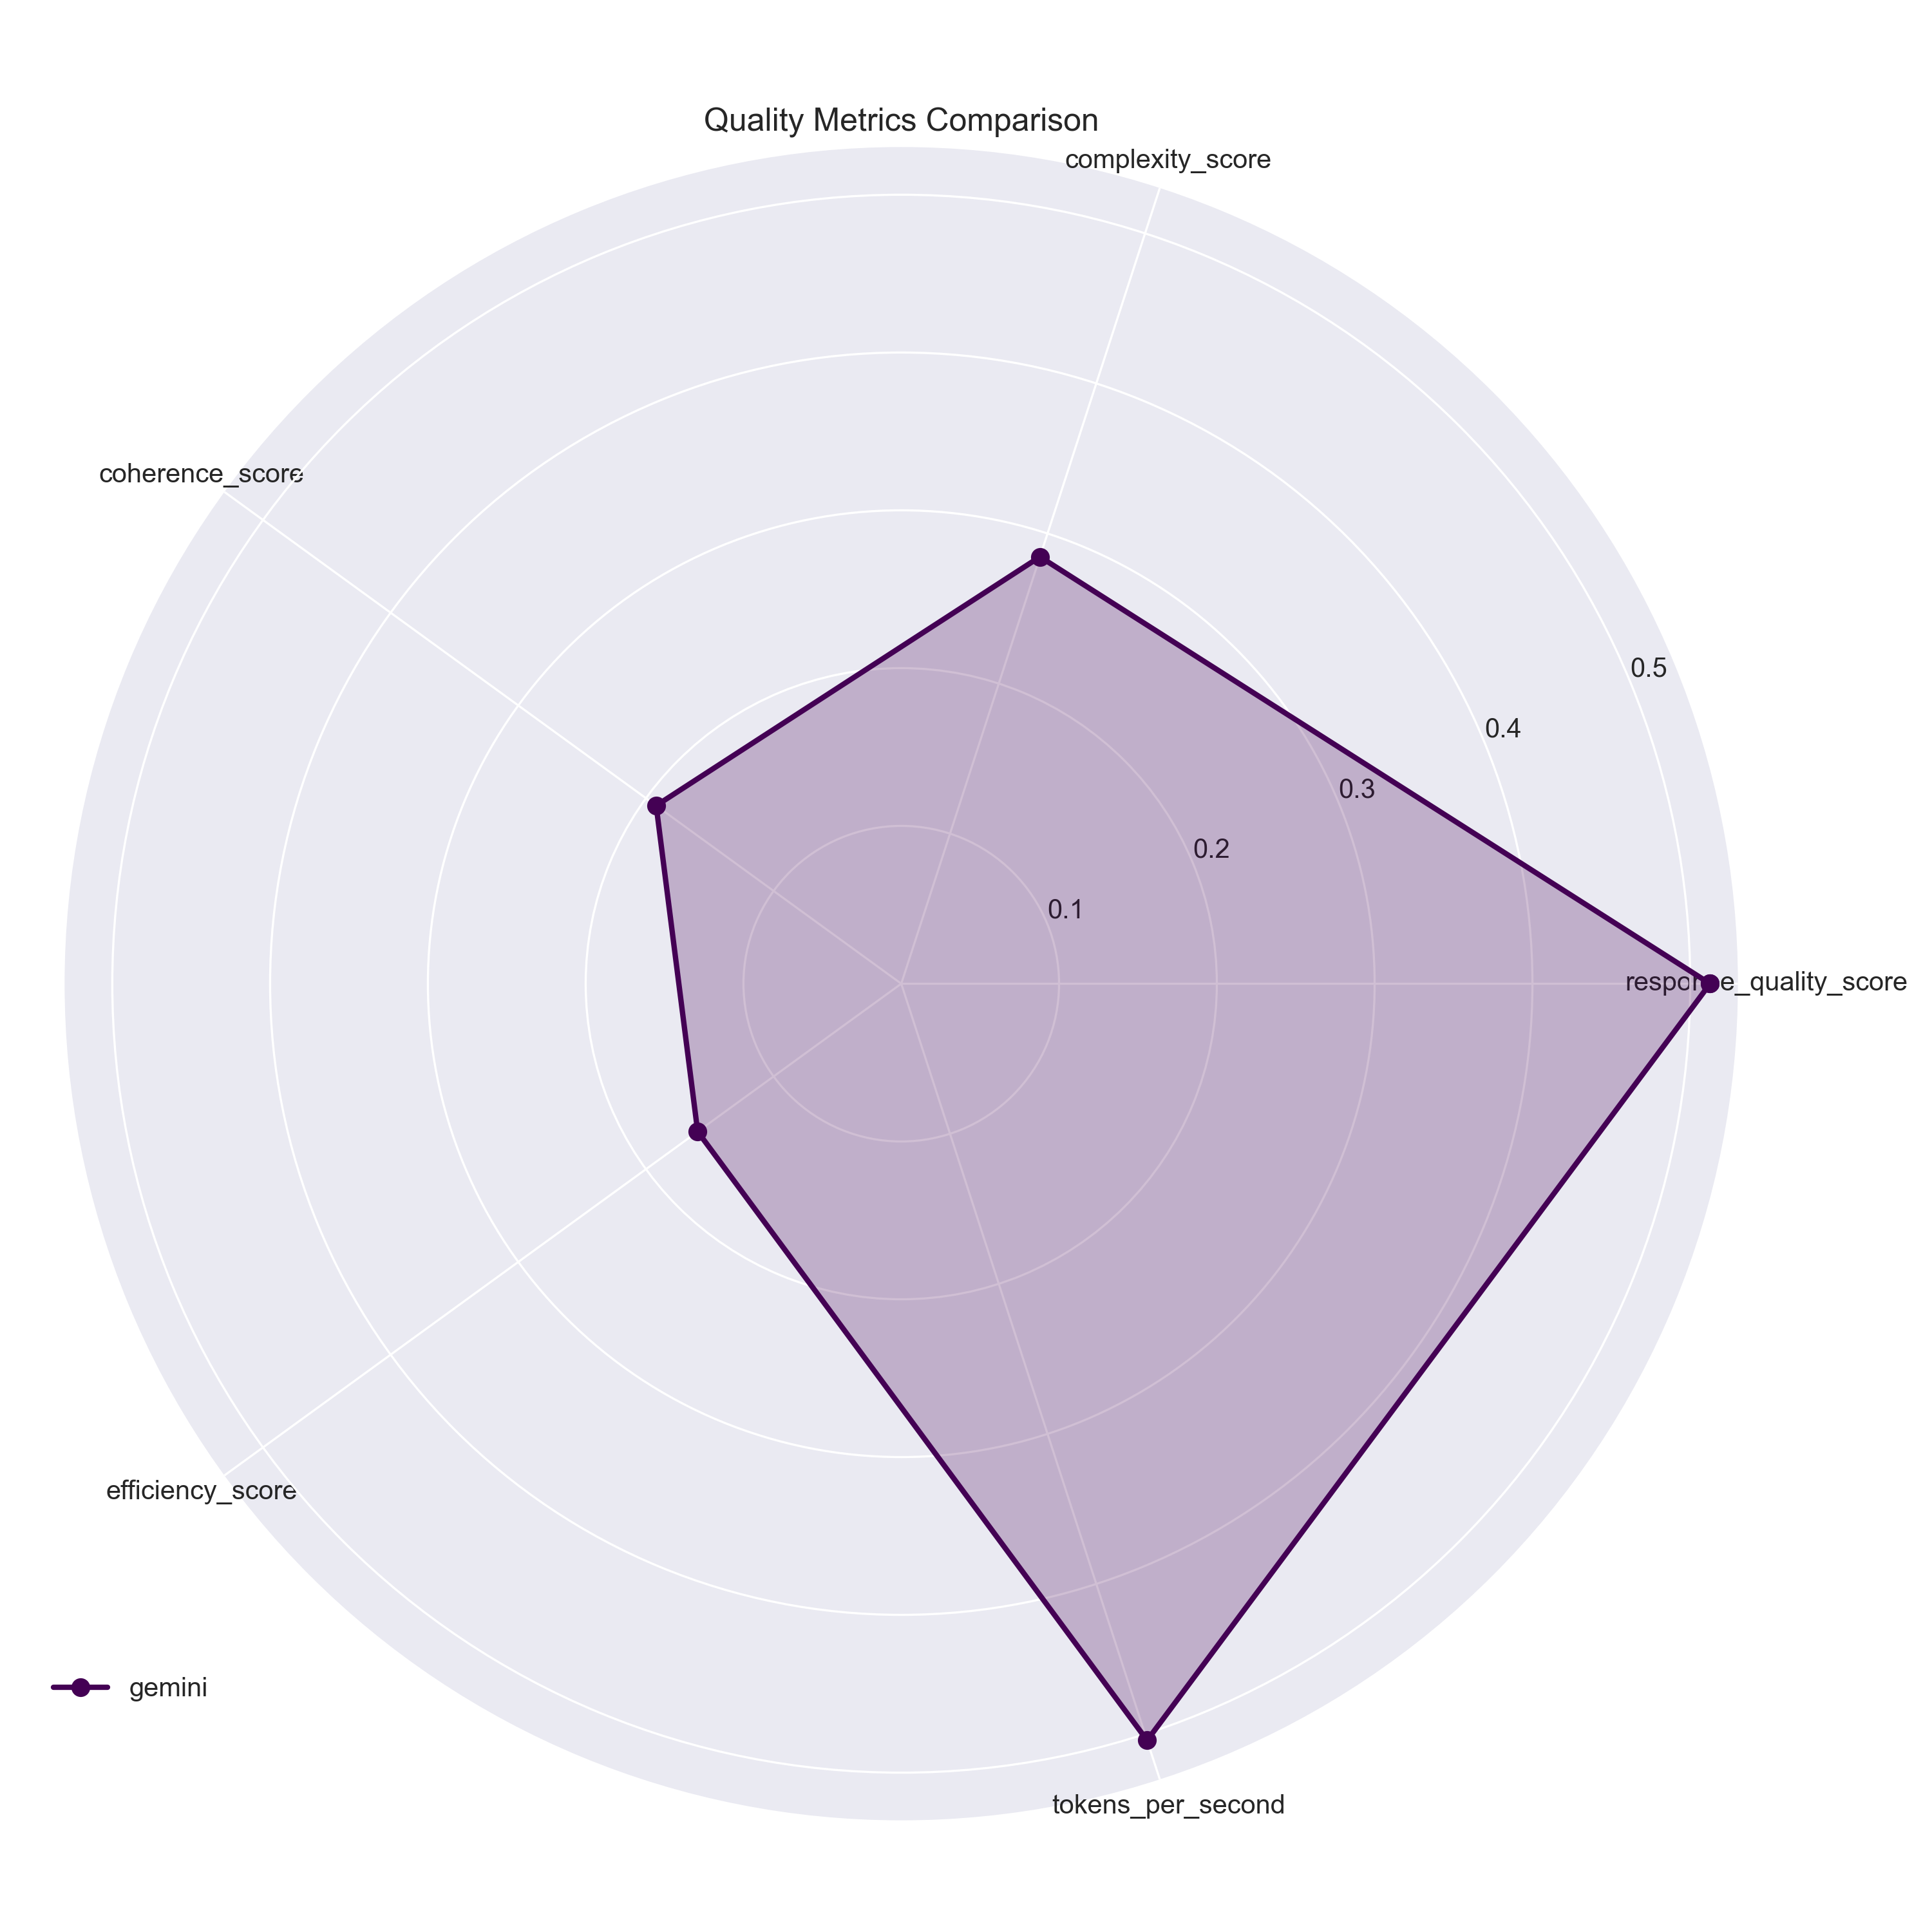 Quality Metrics Comparison
complexity_score
coherence_score
0.5
0.4
0.3
0.2
0.1
response_quality_score
efficiency_score
gemini
tokens_per_second